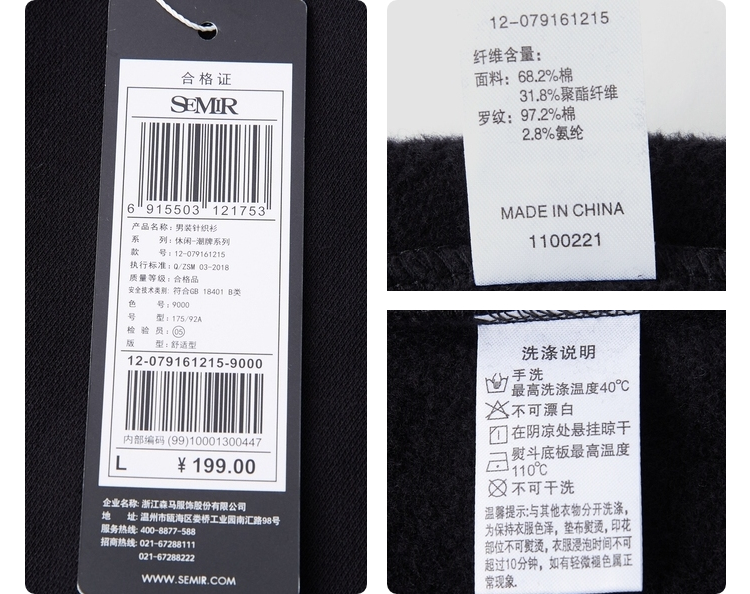 合格证
SEMIR
6 915503 121753
产品名称: 男装针织衫
系 列: 休闲-潮牌系列
款 号: 12-079161215
执行标准: Q/ZSM 03-2018
质量等级: 合格品
安全技术类别: 符合GB 18401 B类
色 号: 9000
号 型: 175/92A
检 验 员: 05
版 型: 舒适型
12-079161215-9000
内部编码 (99)10001300447
L ¥ 199.00
企业名称: 浙江森马服饰股份有限公司
地 址: 温州市瓯海区娄桥工业园南汇路98号
服务热线: 400-8877-588
招商热线: 021-67288111
021-67288222
WWW.SEMIR.COM
12-079161215
纤维含量:
面料: 68.2%棉
31.8%聚酯纤维
罗纹: 97.2%棉
2.8%氨纶
MADE IN CHINA
1100221
洗涤说明
手洗
最高洗涤温度40℃
不可漂白
在阴凉处悬挂晾干
熨斗底板最高温度
110℃
不可干洗
温馨提示:与其他衣物分开洗涤,
为保持衣服色泽, 垫布熨烫, 印花
部位不可熨烫, 衣服浸泡时间不可
超过10分钟, 如有轻微褪色属正
常现象.